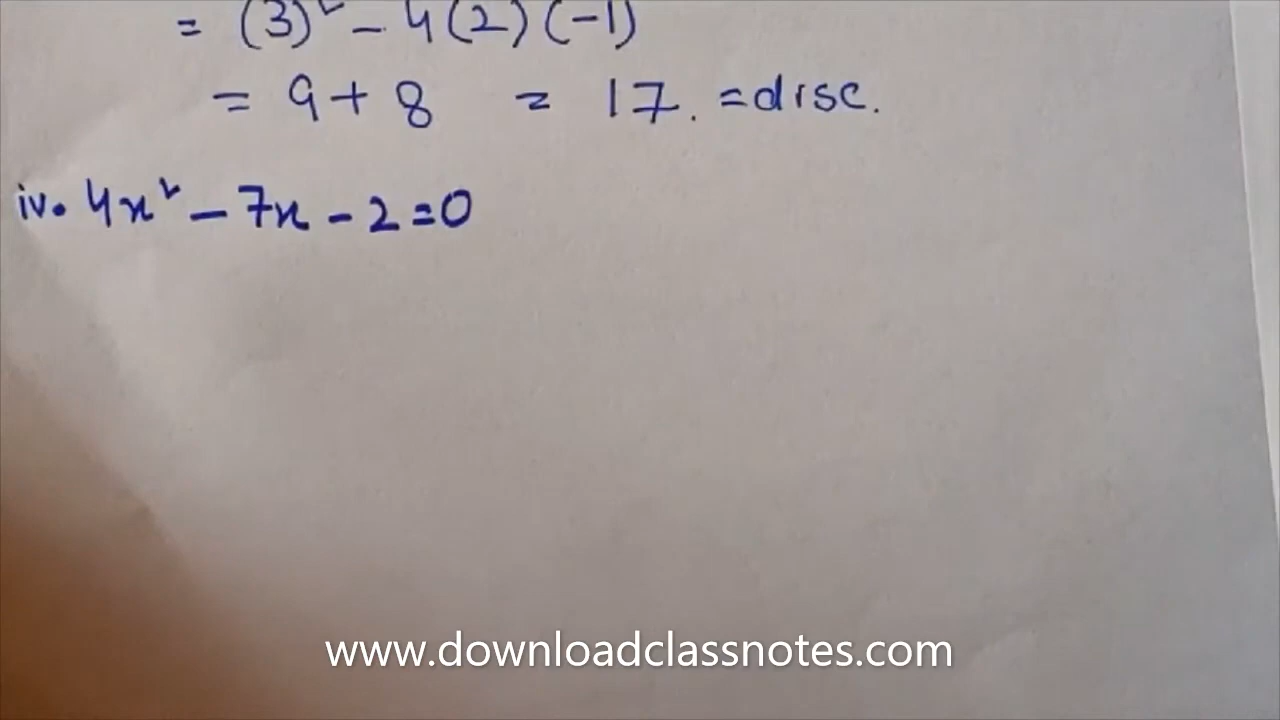 = (3)² - 4(2)(-1)
= 9 + 8 = 17. = disc.
iv. 4x² - 7x - 2 = 0
www.downloadclassnotes.com